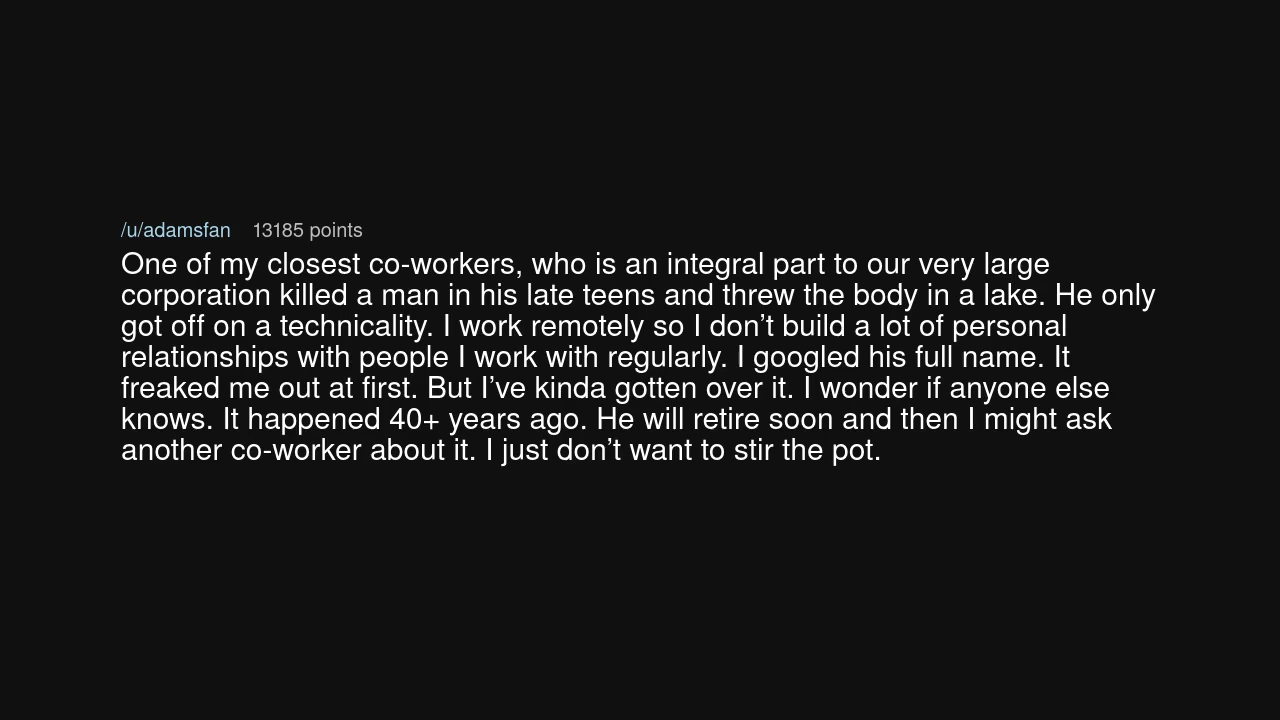 /u/adamsfan 13185 points
One of my closest co-workers, who is an integral part to our very large
corporation killed a man in his late teens and threw the body in a lake. He only
got off on a technicality. I work remotely so I don’t build a lot of personal
relationships with people I work with regularly. I googled his full name. It
freaked me out at first. But I’ve kinda gotten over it. I wonder if anyone else
knows. It happened 40+ years ago. He will retire soon and then I might ask
another co-worker about it. I just don’t want to stir the pot.